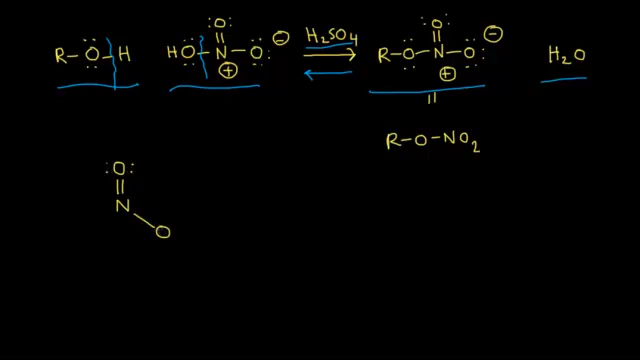 O
R-O-H HO-N-O ⊖ H2SO4 R-O-N-O ⊖ H2O
⊕ ⊕
R-O-NO2
O
N
O